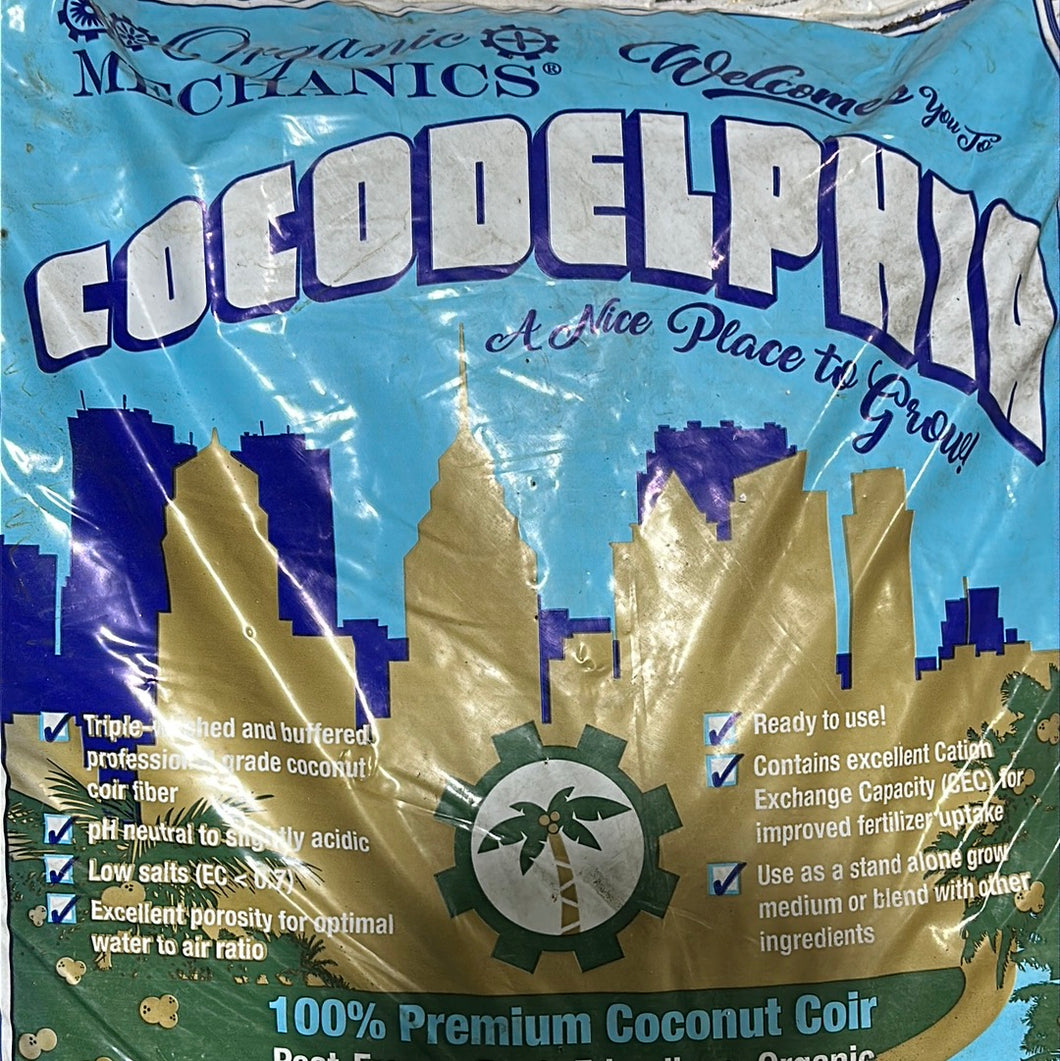 Organic
MECHANICS®
Welcomes You To
COCODELPHIA
A Nice Place to Grow!
Triple-washed and buffered
professional grade coconut
coir fiber
pH neutral to slightly acidic
Low salts (EC < 0.7)
Excellent porosity for optimal
water to air ratio
Ready to use!
Contains excellent Cation
Exchange Capacity (CEC) for
improved fertilizer uptake
Use as a stand alone grow
medium or blend with other
ingredients
100% Premium Coconut Coir
Organic